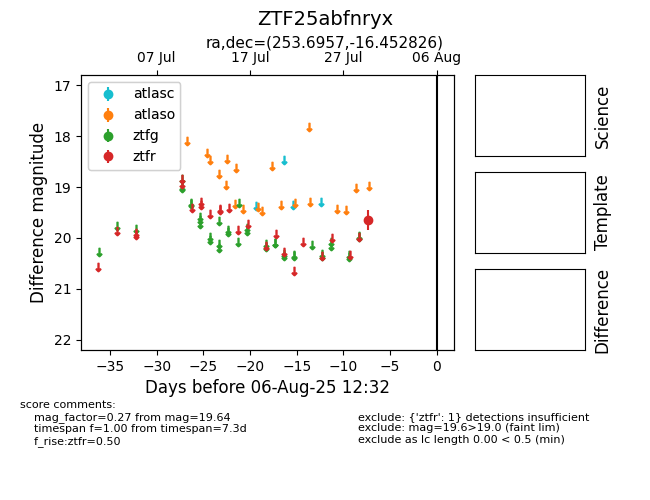 ZTF25abfnryx
ra,dec=(253.6957,-16.452826)
07 Jul 17 Jul 27 Jul 06 Aug
17
18
19
20
21
22
Difference magnitude
atlasc
atlaso
ztfg
ztfr
−35 −30 −25 −20 −15 −10 −5 0
Days before 06-Aug-25 12:32
Science
Template
Difference
score comments:
mag_factor=0.27 from mag=19.64
timespan f=1.00 from timespan=7.3d
f_rise:ztfr=0.50
exclude: {'ztfr': 1} detections insufficient
exclude: mag=19.6>19.0 (faint lim)
exclude as lc length 0.00 < 0.5 (min)